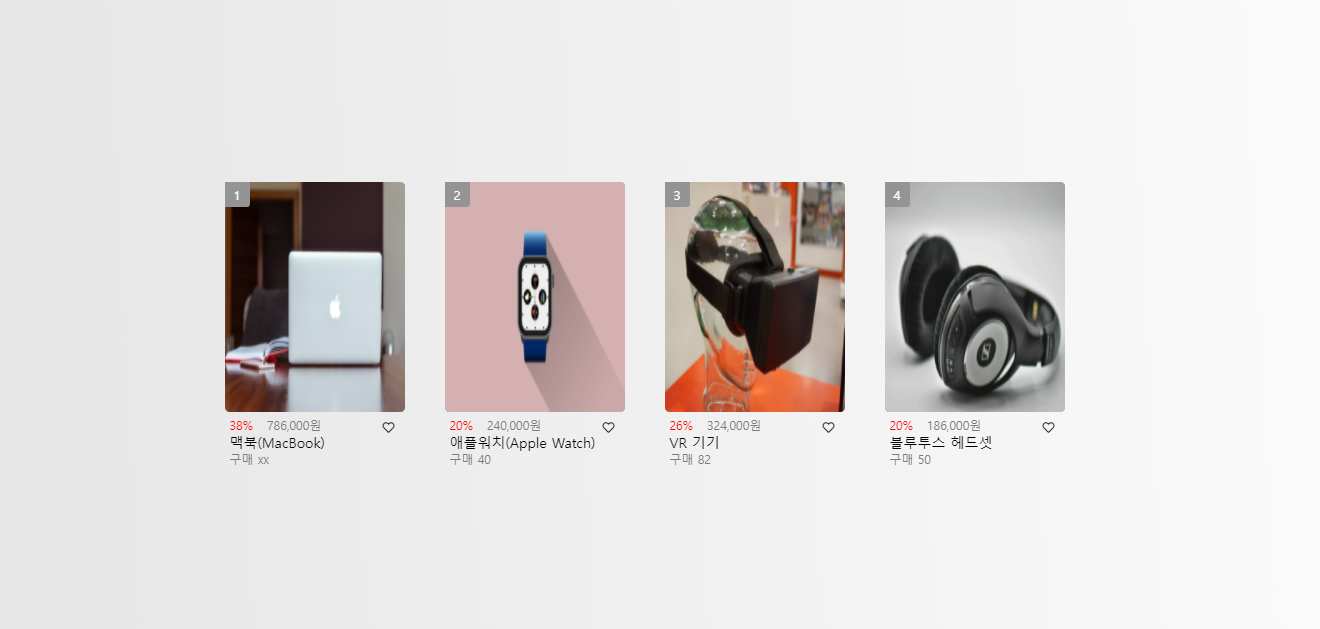 1
38% 786,000원
맥북(MacBook)
구매 xx
2
20% 240,000원
애플워치(Apple Watch)
구매 40
3
26% 324,000원
VR 기기
구매 82
4
20% 186,000원
블루투스 헤드셋
구매 50